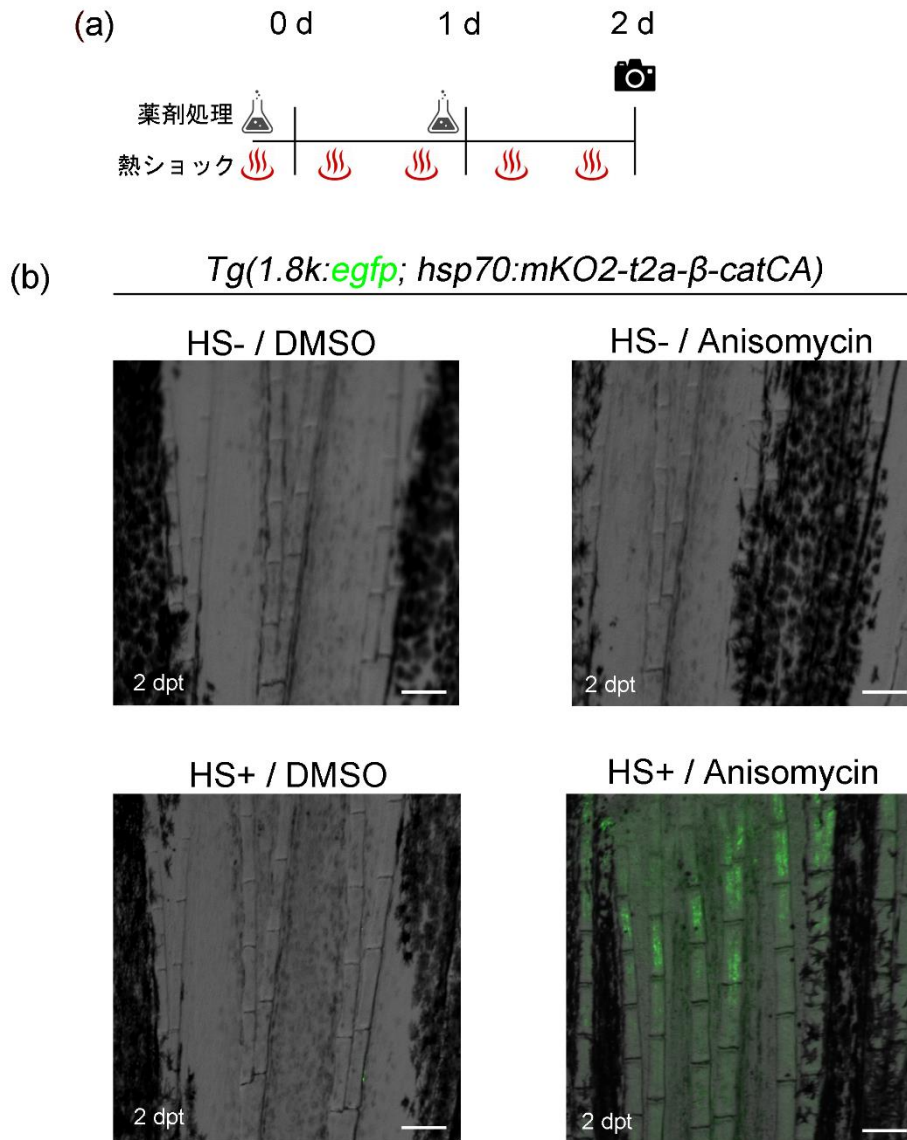 (a)
0 d 1 d 2 d
薬剤処理
熱ショック
(b)
Tg(1.8k:egfp; hsp70:mKO2-t2a-β-catCA)
HS- / DMSO
HS- / Anisomycin
2 dpt
2 dpt
HS+ / DMSO
HS+ / Anisomycin
2 dpt
2 dpt